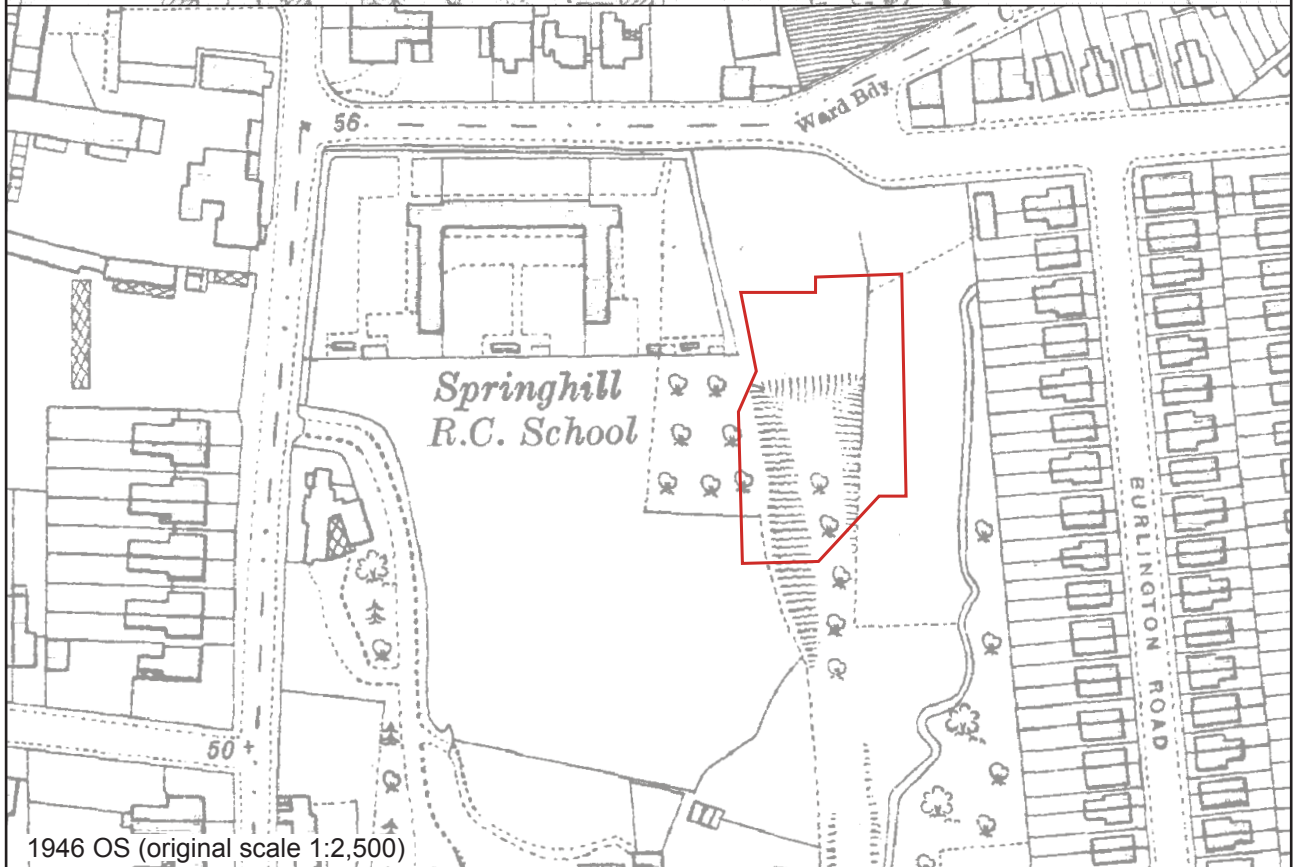 56
Ward Bdy.
Springhill
R.C. School
BURLINGTON ROAD
50
1946 OS (original scale 1:2,500)